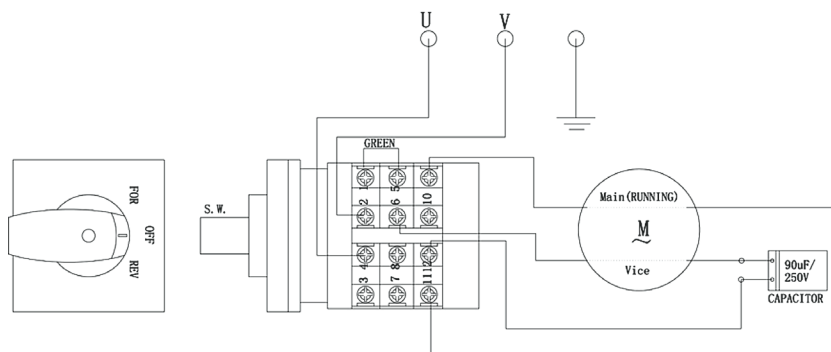 U
V
GREEN
1
5
2
6
10
S.W.
4
8
12
3
7
11
FOR
OFF
REV
Main(RUNNING)
M
~
Vice
90uF/
250V
CAPACITOR